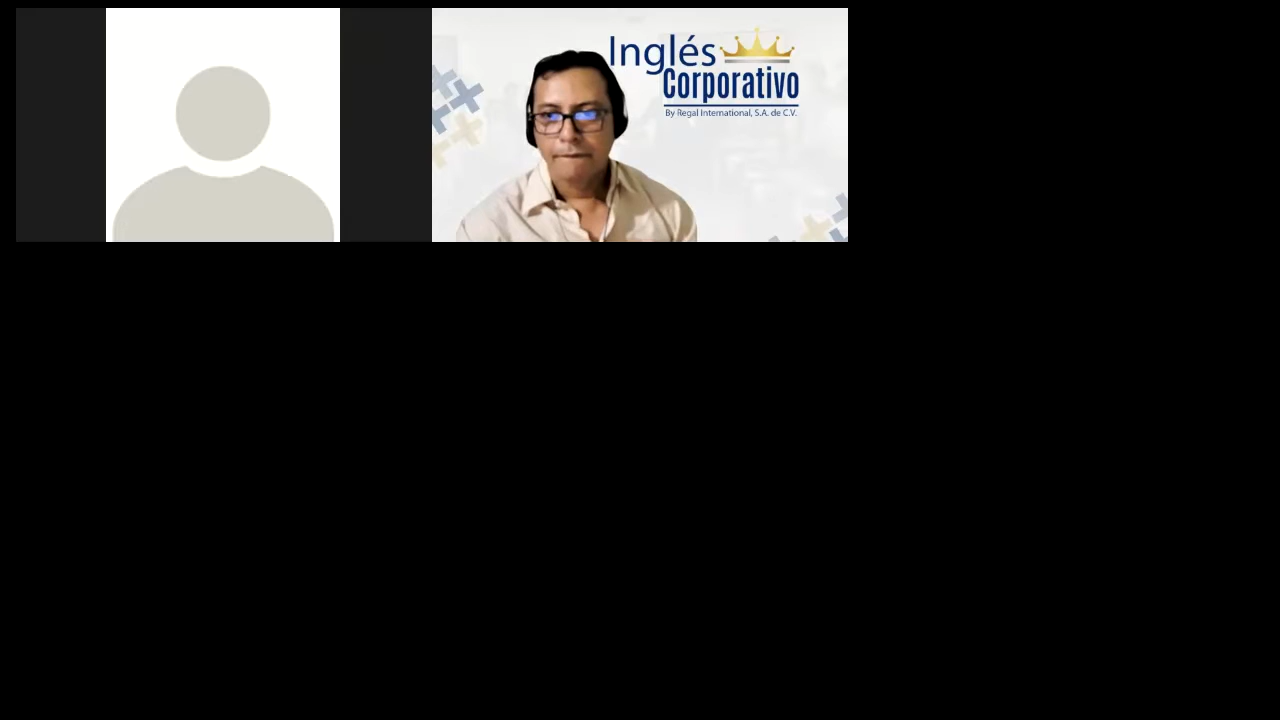 Inglés
Corporativo
By Regal International, S.A. de C.V.